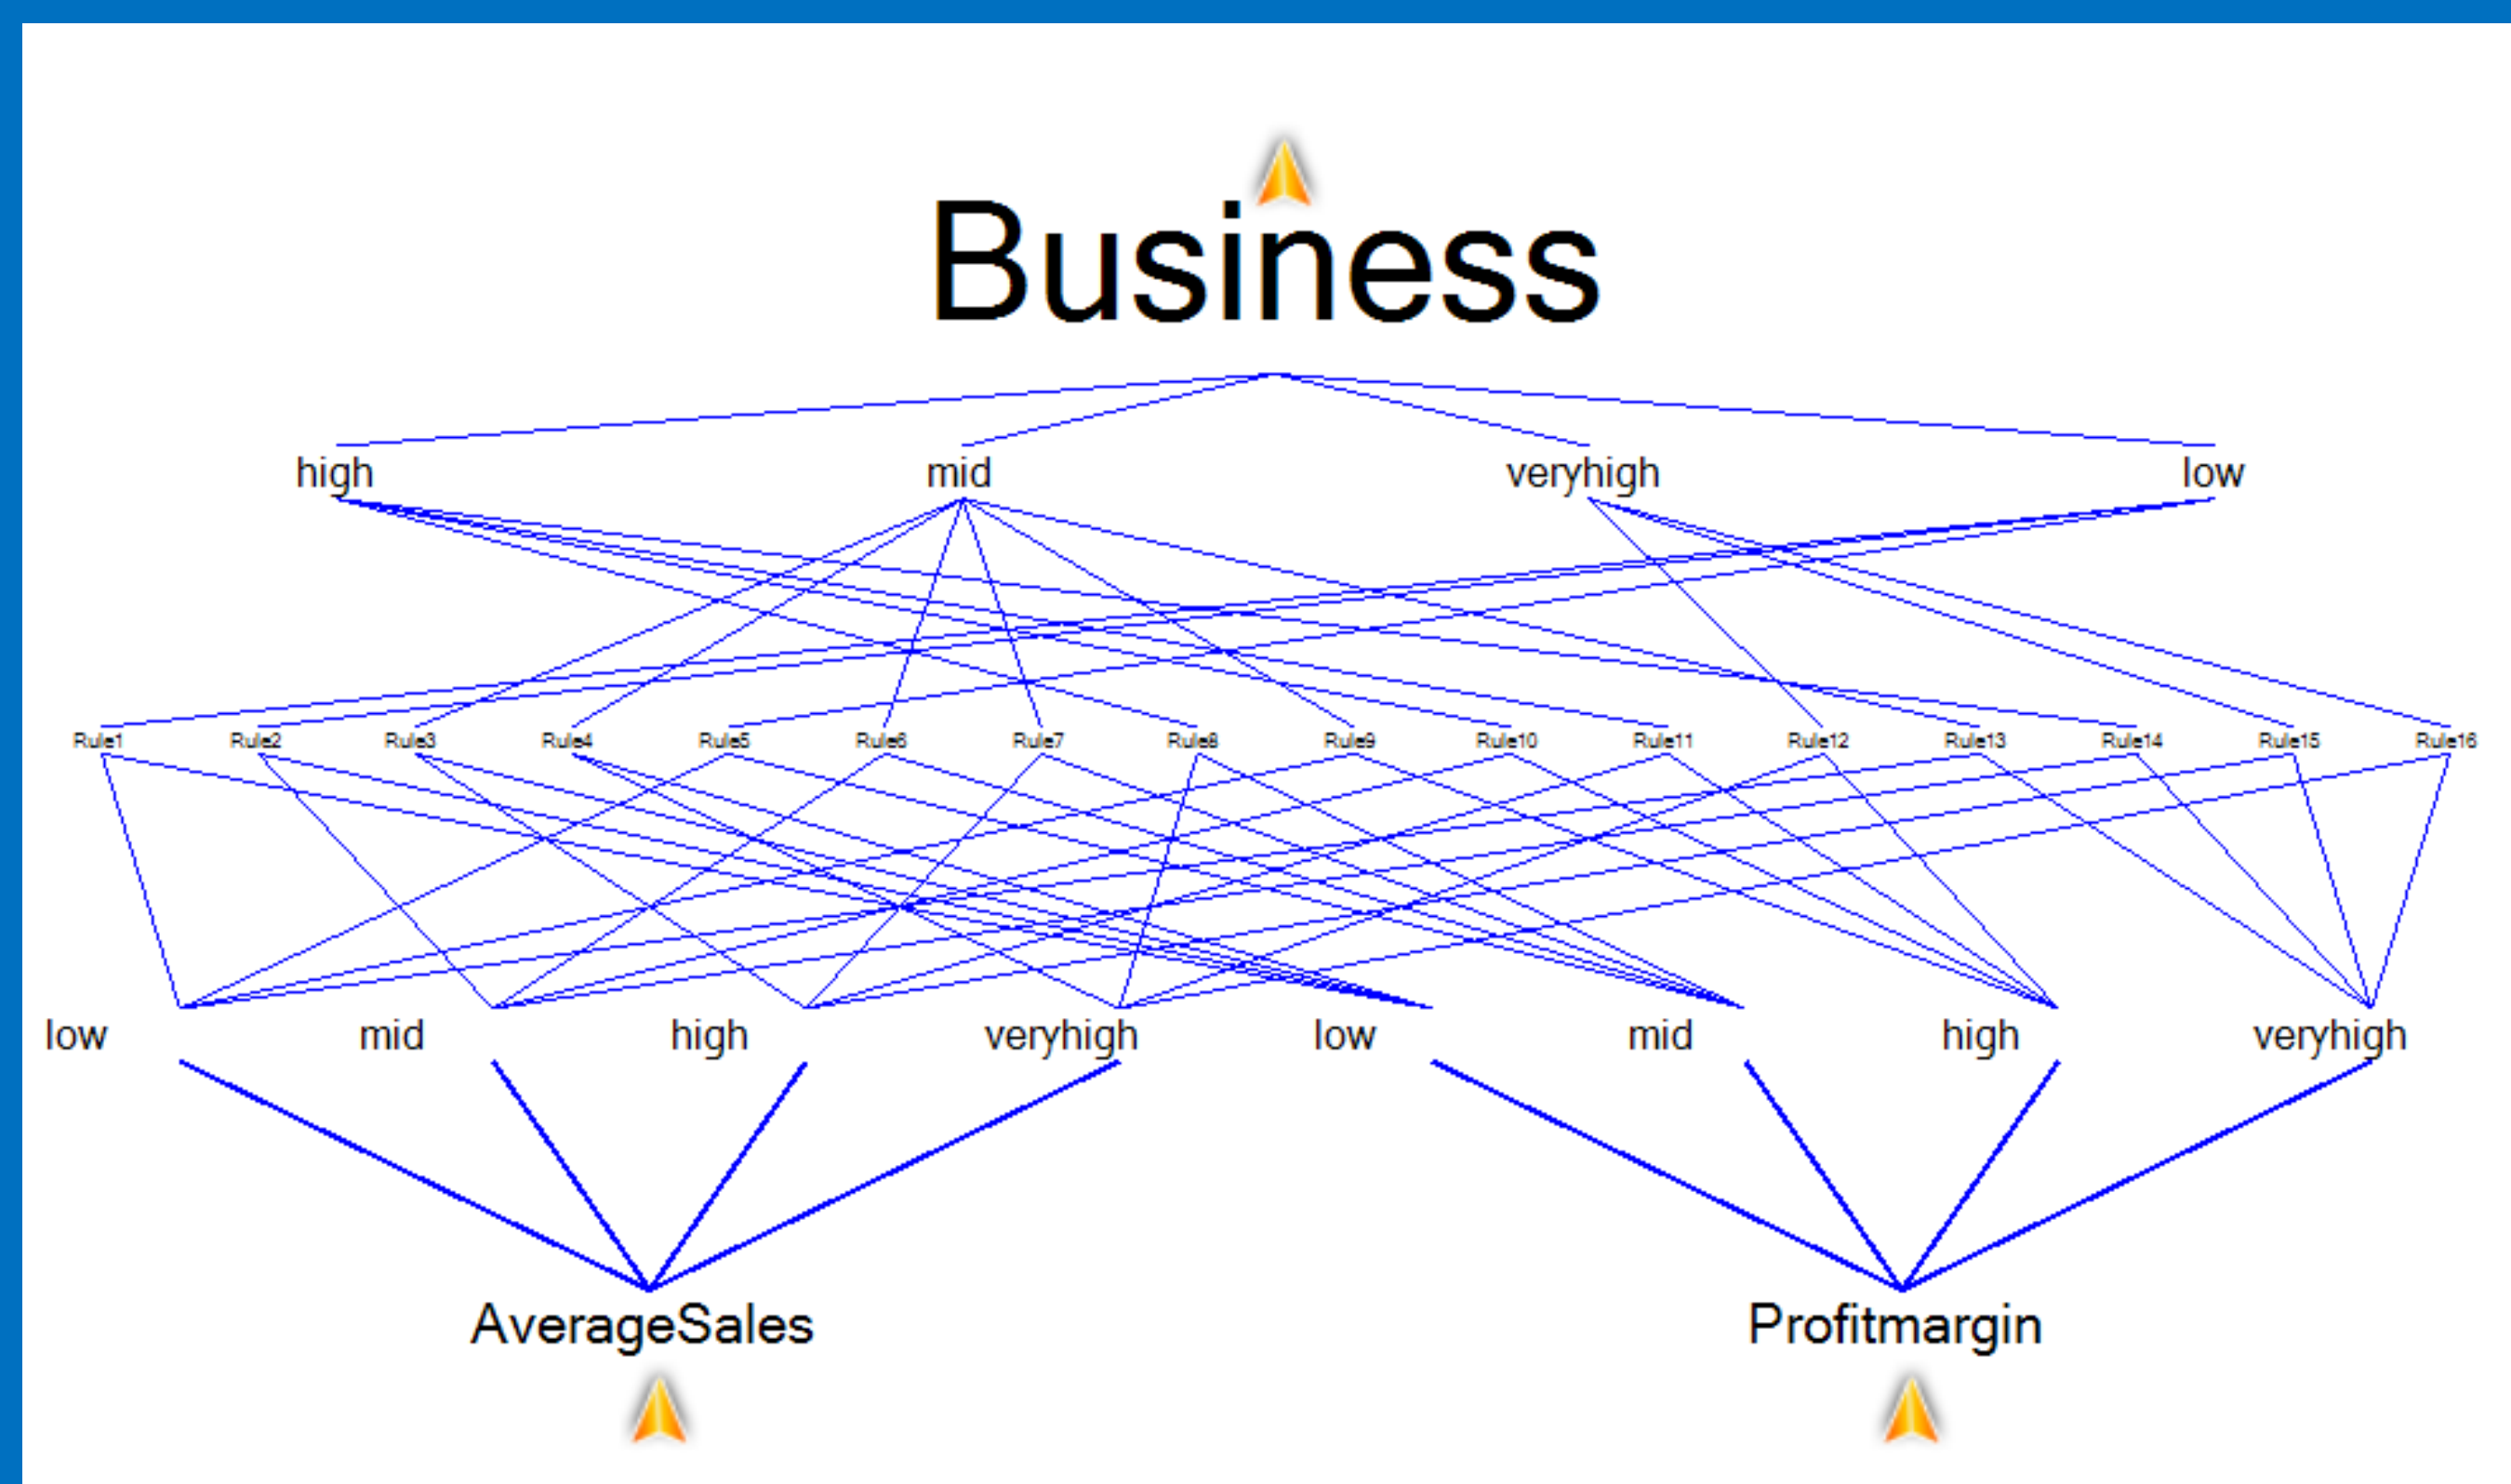 Business
high mid veryhigh low
Rule1 Rule2 Rule3 Rule4 Rule5 Rule6 Rule7 Rule8 Rule9 Rule10 Rule11 Rule12 Rule13 Rule14 Rule15 Rule16
low mid high veryhigh low mid high veryhigh
AverageSales Profitmargin